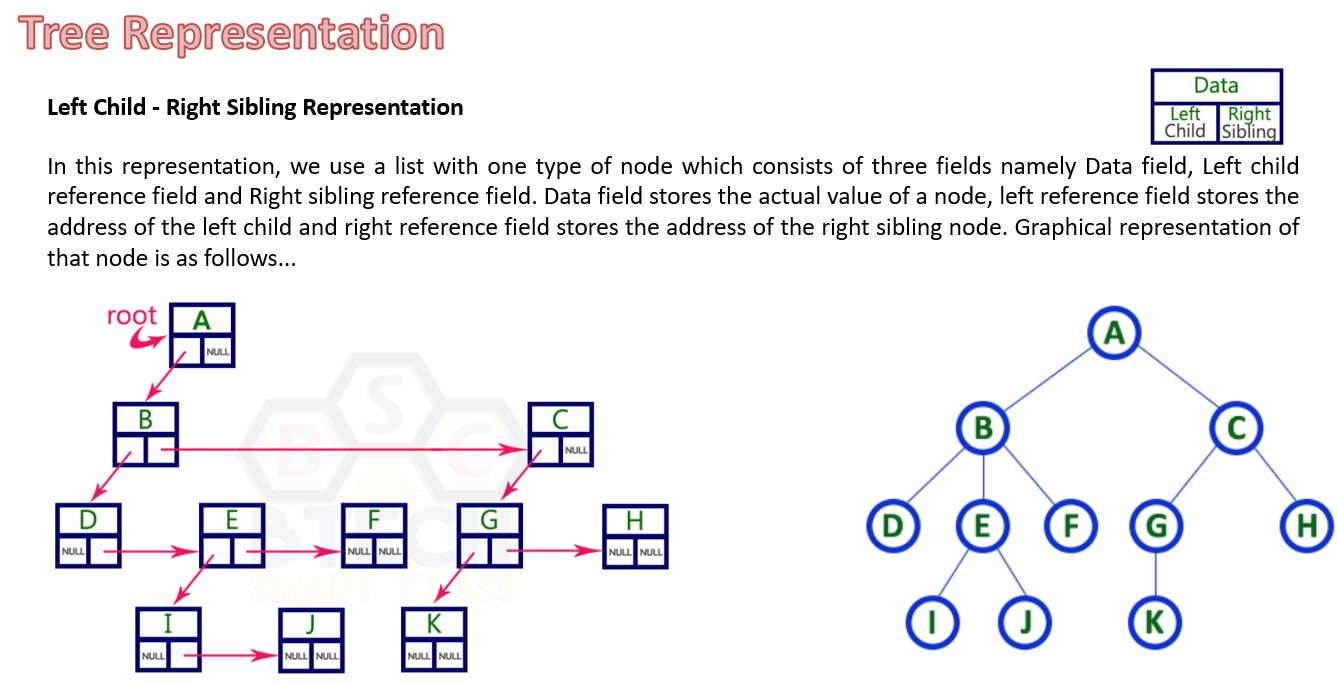 Tree Representation
Data
Left Child - Right Sibling Representation
Left Right
Child Sibling
In this representation, we use a list with one type of node which consists of three fields namely Data field, Left child
reference field and Right sibling reference field. Data field stores the actual value of a node, left reference field stores the
address of the left child and right reference field stores the address of the right sibling node. Graphical representation of
that node is as follows...
root A
NULL
B C
NULL
D E F G H
NULL NULL NULL NULL NULL
I J K
NULL NULL NULL NULL NULL
A
B C
D E F G H
I J K
B S C
BTECH
SMART CLASS